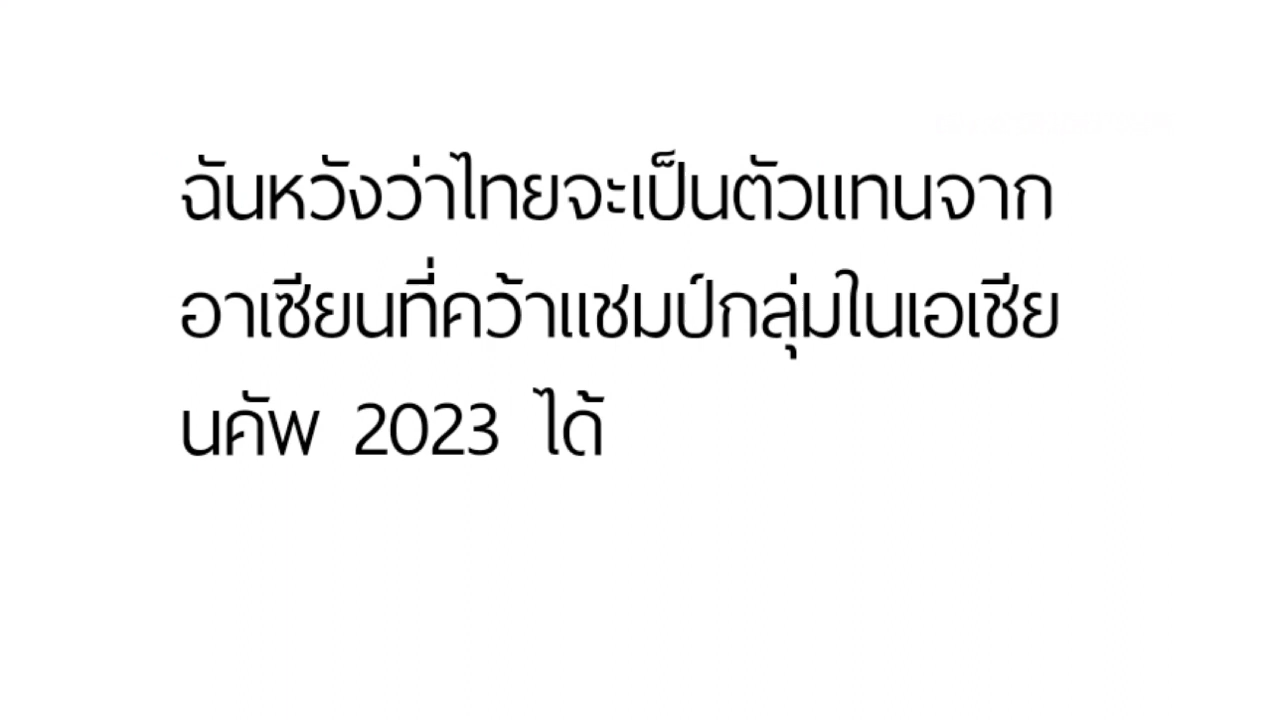 ฉันหวังว่าไทยจะเป็นตัวแทนจาก
อาเซียนที่คว้าแชมป์กลุ่มในเอเชีย
นคัพ 2023 ได้